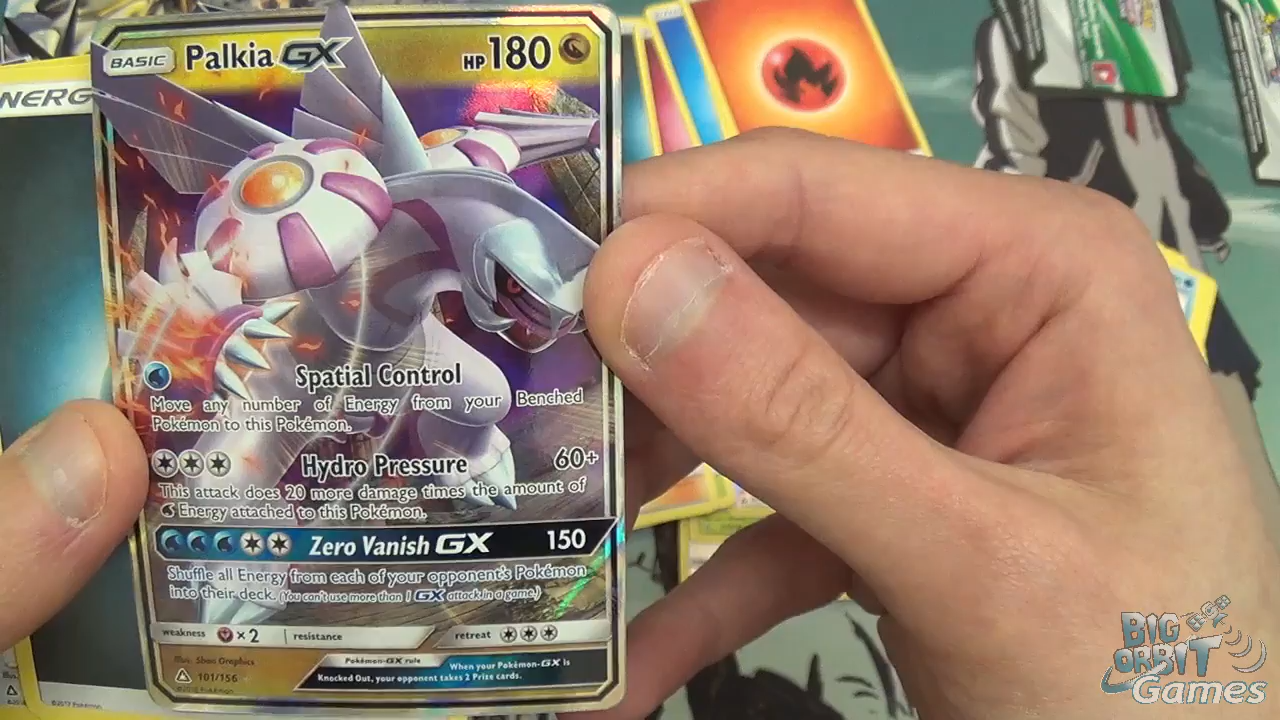 BASIC Palkia GX HP 180
NERG
Spatial Control
Move any number of Energy from your Benched
Pokémon to this Pokémon.
Hydro Pressure 60+
This attack does 20 more damage times the amount of
Energy attached to this Pokémon.
Zero Vanish GX 150
Shuffle all Energy from each of your opponent's Pokémon
into their deck. (You can't use more than 1 GX attack in a game.)
weakness ×2 resistance retreat
Illus. 5ban Graphics
Pokémon-GX rule
When your Pokémon-GX is
Knocked Out, your opponent takes 2 Prize cards.
101/156
©2017 Pokémon
BIG
ORBIT
Games